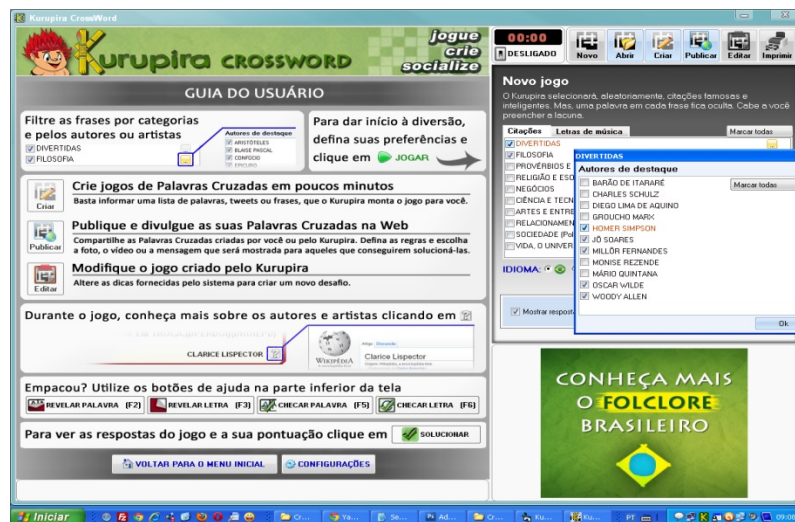 Kurupira CrossWord
Kurupira CROSSWORD
jogue
crie
socialize
GUIA DO USUÁRIO
Filtre as frases por categorias
e pelos autores ou artistas
DIVERTIDAS
FILOSOFIA
Autores de destaque
ARISTÓTELES
BLAISE PASCAL
CONFÚCIO
EPICURO
Para dar início à diversão,
defina suas preferências e
clique em JOGAR
Criar
Crie jogos de Palavras Cruzadas em poucos minutos
Basta informar uma lista de palavras, tweets ou frases, que o Kurupira monta o jogo para você.
Publicar
Publique e divulgue as suas Palavras Cruzadas na Web
Compartilhe as Palavras Cruzadas criadas por você ou pelo Kurupira. Defina as regras e escolha
a foto, o vídeo ou a mensagem que será mostrada para aqueles que conseguirem solucioná-las.
Editar
Modifique o jogo criado pelo Kurupira
Altere as dicas fornecidas pelo sistema para criar um novo desafio.
Durante o jogo, conheça mais sobre os autores e artistas clicando em
CLARICE LISPECTOR
WIKIPÉDIA
Clarice Lispector
Empacou? Utilize os botões de ajuda na parte inferior da tela
REVELAR PALAVRA [F2]
REVELAR LETRA [F3]
CHECAR PALAVRA [F5]
CHECAR LETRA [F6]
Para ver as respostas do jogo e a sua pontuação clique em SOLUCIONAR
VOLTAR PARA O MENU INICIAL
CONFIGURAÇÕES
00:00
DESLIGADO
Novo
Abrir
Criar
Publicar
Editar
Imprimir
Novo jogo
O Kurupira selecionará, aleatoriamente, citações famosas e
inteligentes. Mas, uma palavra em cada frase fica oculta. Cabe a você
preencher a lacuna.
Citações
Letras de música
Marcar todas
DIVERTIDAS
FILOSOFIA
PROVÉRBIOS E
RELIGIÃO E ESO
NEGÓCIOS
CIÊNCIA E TECN
ARTES E ENTRE
RELACIONAMEN
SOCIEDADE (Pol
VIDA, O UNIVER
IDIOMA:
Mostrar respost
DIVERTIDAS
Autores de destaque
Marcar todas
BARÃO DE ITARARÉ
CHARLES SCHULZ
DIEGO LIMA DE AQUINO
GROUCHO MARX
HOMER SIMPSON
JÔ SOARES
MILLÔR FERNANDES
MONISE REZENDE
MÁRIO QUINTANA
OSCAR WILDE
WOODY ALLEN
Ok
CONHEÇA MAIS
O FOLCLORE
BRASILEIRO
Iniciar
Cr...
Ya...
Se...
Ad...
Cr...
Ku...
Ku...
PT
09:08